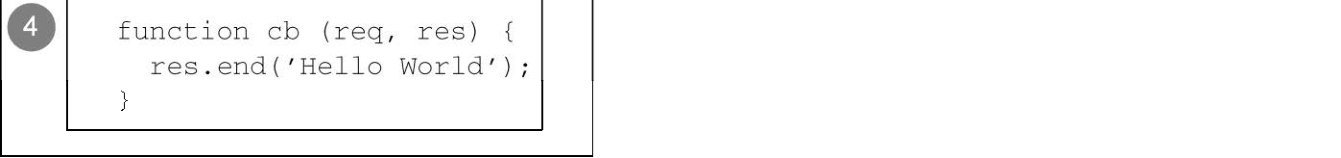 4
function cb (req, res) {
  res.end('Hello World');
}